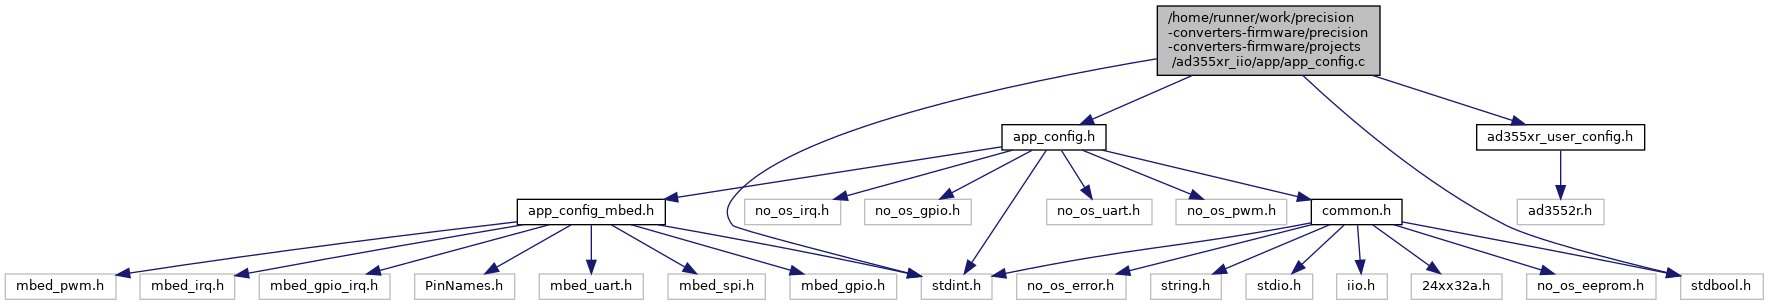 /home/runner/work/precision
-converters-firmware/precision
-converters-firmware/projects
/ad355xr_iio/app/app_config.c
app_config.h
ad355xr_user_config.h
app_config_mbed.h
no_os_irq.h
no_os_gpio.h
no_os_uart.h
no_os_pwm.h
common.h
ad3552r.h
mbed_pwm.h
mbed_irq.h
mbed_gpio_irq.h
PinNames.h
mbed_uart.h
mbed_spi.h
mbed_gpio.h
stdint.h
no_os_error.h
string.h
stdio.h
iio.h
24xx32a.h
no_os_eeprom.h
stdbool.h